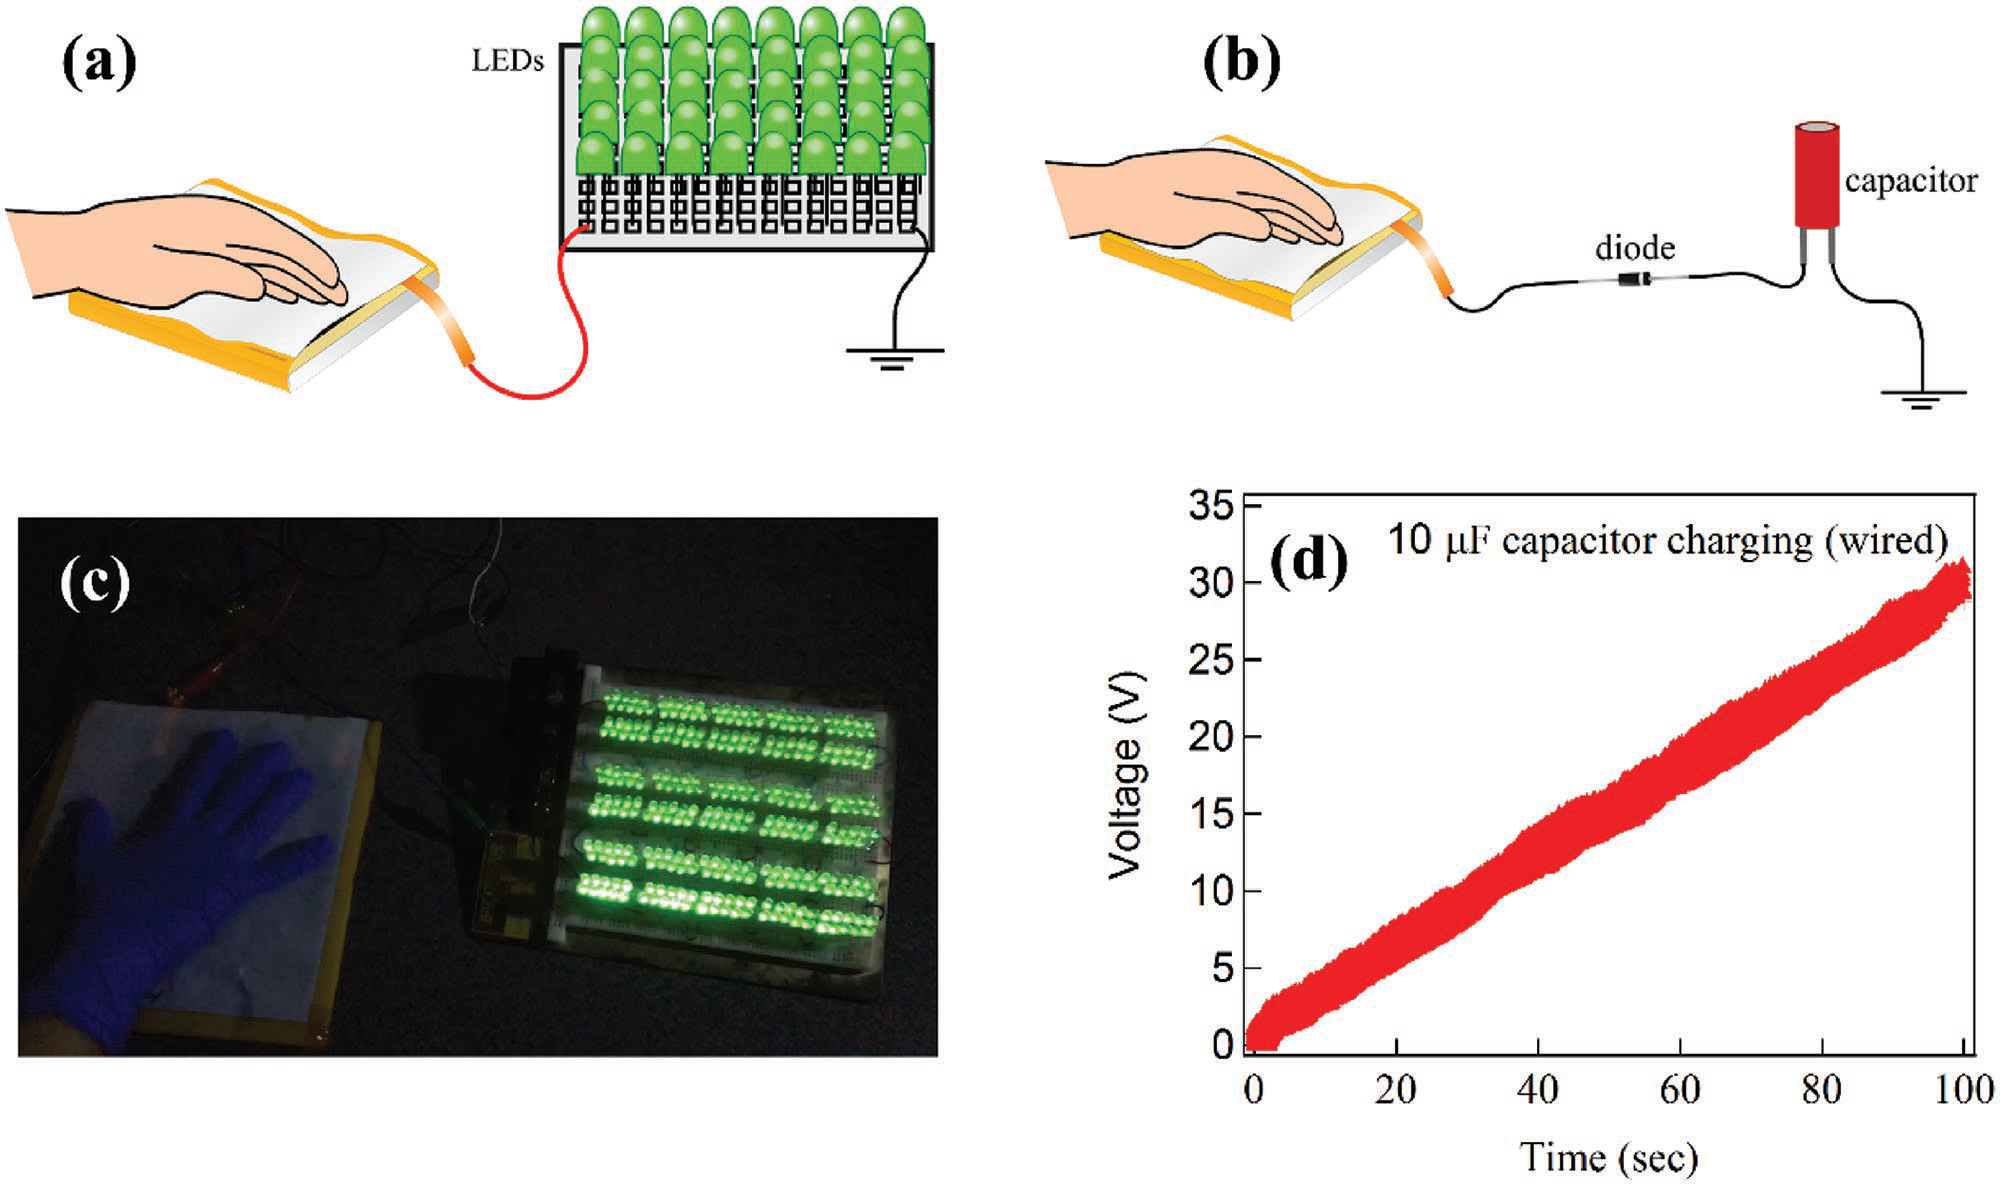 (a)
LEDs
(b)
capacitor
diode
(c)
(d)
10 μF capacitor charging (wired)
Voltage (V)
35
30
25
20
15
10
5
0
0 20 40 60 80 100
Time (sec)